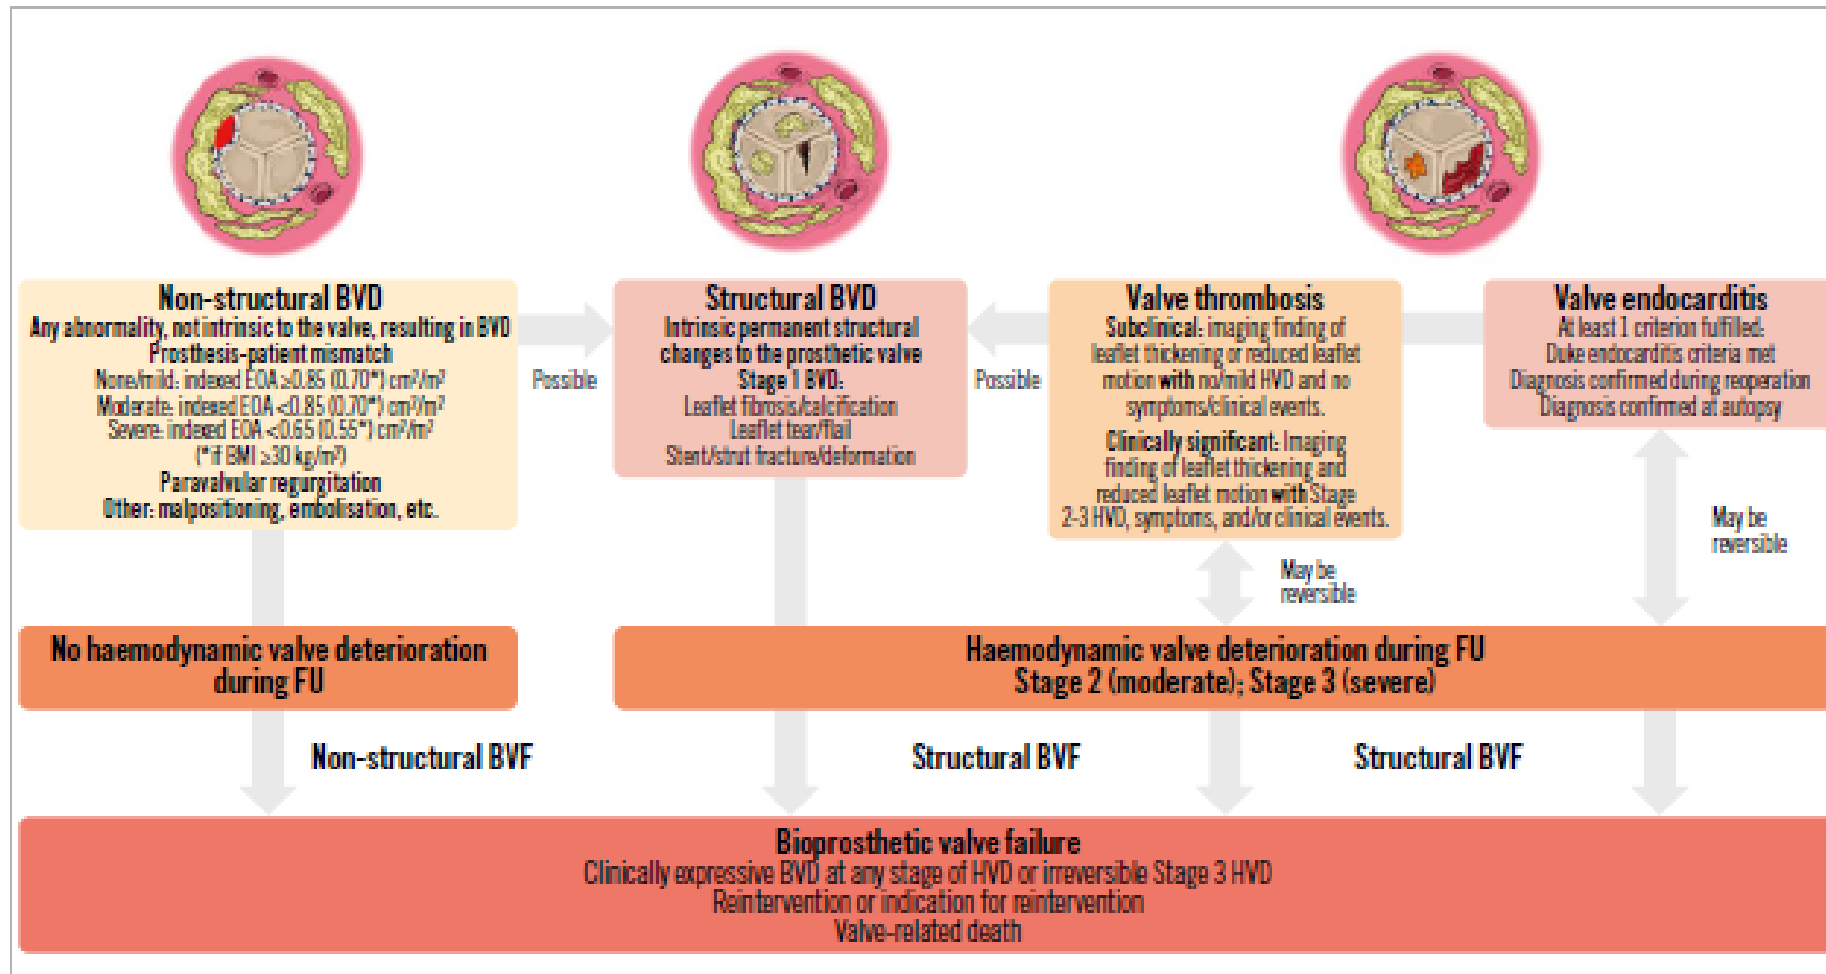 Non-structural BVD
Any abnormality, not intrinsic to the valve, resulting in BVD
Prosthesis-patient mismatch
None/mild: indexed EOA ≥0.85 (0.70*) cm²/m²
Moderate: indexed EOA <0.85 (0.70*) cm²/m²
Severe: indexed EOA <0.65 (0.55*) cm²/m²
(*if BMI ≥30 kg/m²)
Paravalvular regurgitation
Other: malpositioning, embolisation, etc.
Possible
Structural BVD
Intrinsic permanent structural
changes to the prosthetic valve
Stage 1 BVD:
Leaflet fibrosis/calcification
Leaflet tear/flail
Stent/strut fracture/deformation
Possible
Valve thrombosis
Subclinical: imaging finding of
leaflet thickening or reduced leaflet
motion with no/mild HVD and no
symptoms/clinical events.
Clinically significant: Imaging
finding of leaflet thickening and
reduced leaflet motion with Stage
2-3 HVD, symptoms, and/or clinical events.
Valve endocarditis
At least 1 criterion fulfilled:
Duke endocarditis criteria met
Diagnosis confirmed during reoperation
Diagnosis confirmed at autopsy
May be
reversible
May be
reversible
No haemodynamic valve deterioration
during FU
Haemodynamic valve deterioration during FU
Stage 2 (moderate); Stage 3 (severe)
Non-structural BVF
Structural BVF
Structural BVF
Bioprosthetic valve failure
Clinically expressive BVD at any stage of HVD or irreversible Stage 3 HVD
Reintervention or indication for reintervention
Valve-related death